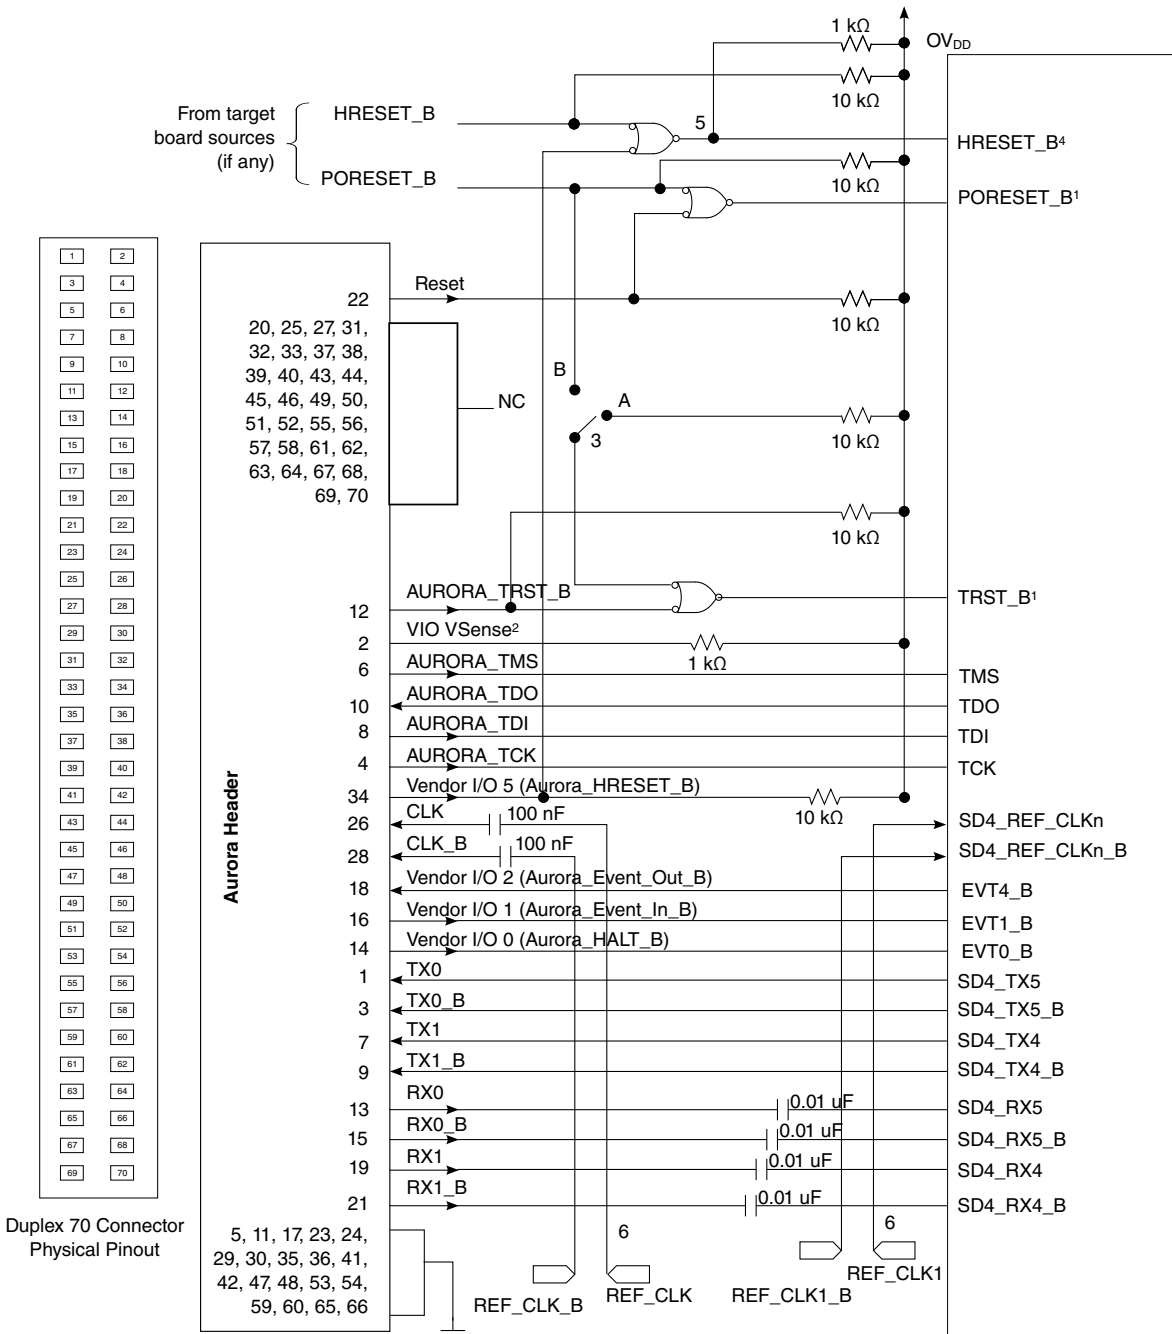 1 kΩ
OVDD
10 kΩ
From target
board sources
(if any)
HRESET_B
5
HRESET_B4
PORESET_B
10 kΩ
PORESET_B1
1 2
3 4
5 6
7 8
9 10
11 12
13 14
15 16
17 18
19 20
21 22
23 24
25 26
27 28
29 30
31 32
33 34
35 36
37 38
39 40
41 42
43 44
45 46
47 48
49 50
51 52
53 54
55 56
57 58
59 60
61 62
63 64
65 66
67 68
69 70
Duplex 70 Connector
Physical Pinout
Aurora Header
22
Reset
10 kΩ
20, 25, 27, 31,
32, 33, 37, 38,
39, 40, 43, 44,
45, 46, 49, 50,
51, 52, 55, 56,
57, 58, 61, 62,
63, 64, 67, 68,
69, 70
NC
B
A
3
10 kΩ
10 kΩ
12
AURORA_TRST_B
TRST_B1
2
VIO VSense2
1 kΩ
6
AURORA_TMS
TMS
10
AURORA_TDO
TDO
8
AURORA_TDI
TDI
4
AURORA_TCK
TCK
34
Vendor I/O 5 (Aurora_HRESET_B)
10 kΩ
26
CLK
100 nF
SD4_REF_CLKn
28
CLK_B
100 nF
SD4_REF_CLKn_B
18
Vendor I/O 2 (Aurora_Event_Out_B)
EVT4_B
16
Vendor I/O 1 (Aurora_Event_In_B)
EVT1_B
14
Vendor I/O 0 (Aurora_HALT_B)
EVT0_B
1
TX0
SD4_TX5
3
TX0_B
SD4_TX5_B
7
TX1
SD4_TX4
9
TX1_B
SD4_TX4_B
13
RX0
0.01 uF
SD4_RX5
15
RX0_B
0.01 uF
SD4_RX5_B
19
RX1
0.01 uF
SD4_RX4
21
RX1_B
0.01 uF
SD4_RX4_B
5, 11, 17, 23, 24,
29, 30, 35, 36, 41,
42, 47, 48, 53, 54,
59, 60, 65, 66
6
6
REF_CLK_B
REF_CLK
REF_CLK1_B
REF_CLK1